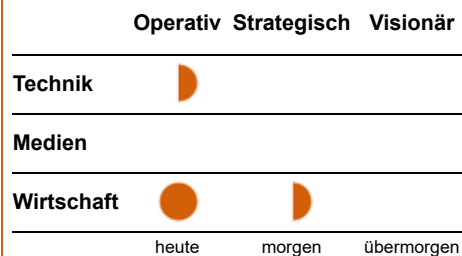 Operativ Strategisch Visionär
Technik
Medien
Wirtschaft
heute morgen übermorgen